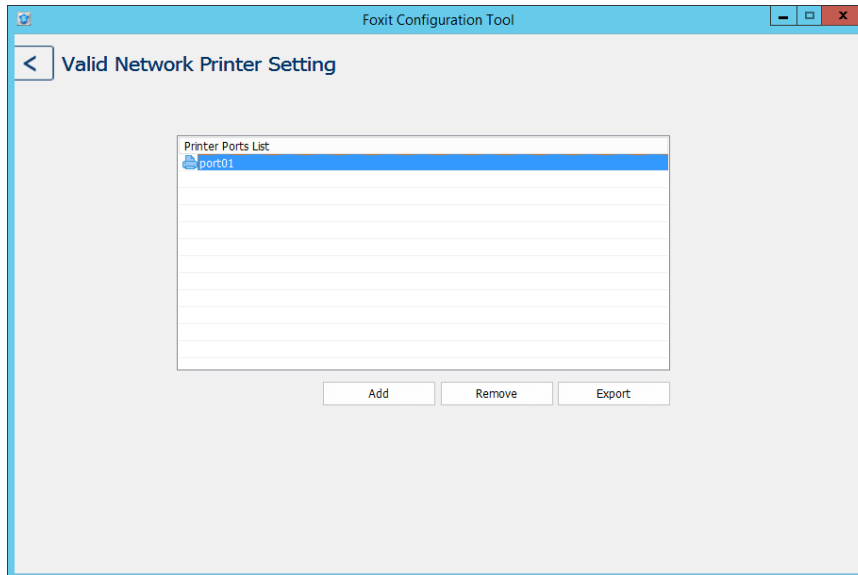 Foxit Configuration Tool
Valid Network Printer Setting
Printer Ports List
port01
Add Remove Export